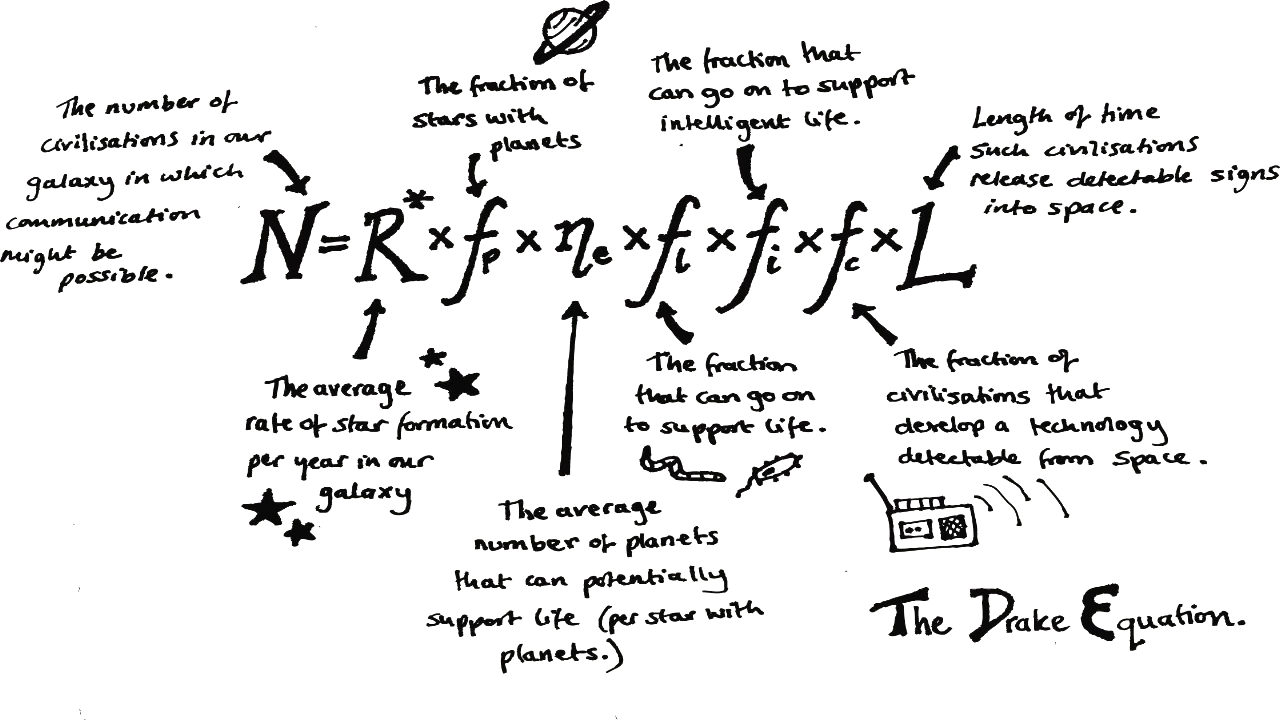 The number of
civilisations in our
galaxy in which
communication
might be
possible.
The fraction of
stars with
planets
The fraction that
can go on to support
intelligent life.
Length of time
such civilisations
release detectable signs
into space.
N = R* × fp × ηe × fl × fi × fc × L
The average
rate of star formation
per year in our
galaxy
The average
number of planets
that can potentially
support life (per star with
planets.)
The fraction
that can go on
to support life.
The fraction of
civilisations that
develop a technology
detectable from space.
The Drake Equation.